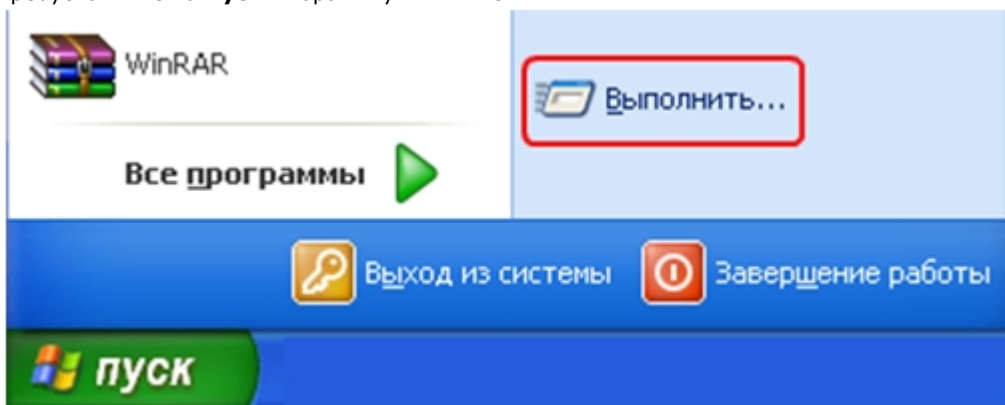 WinRAR
Выполнить...
Все программы
Выход из системы
Завершение работы
пуск